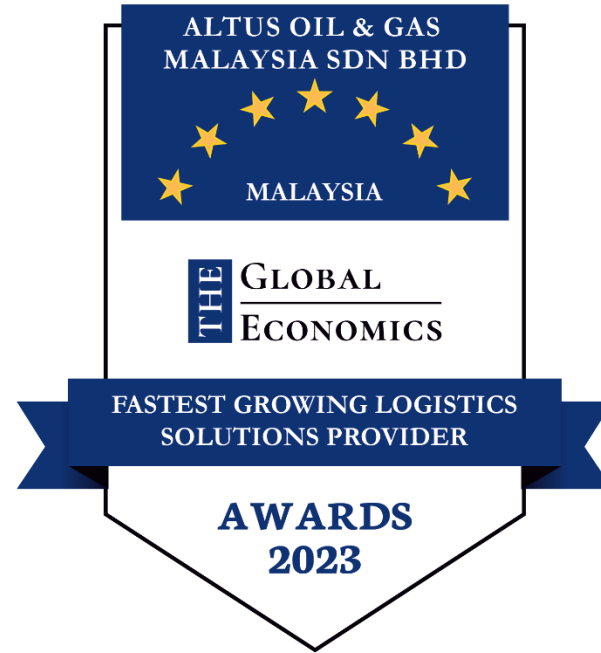 ALTUS OIL & GAS
MALAYSIA SDN BHD
MALAYSIA
THE
GLOBAL
ECONOMICS
FASTEST GROWING LOGISTICS
SOLUTIONS PROVIDER
AWARDS
2023